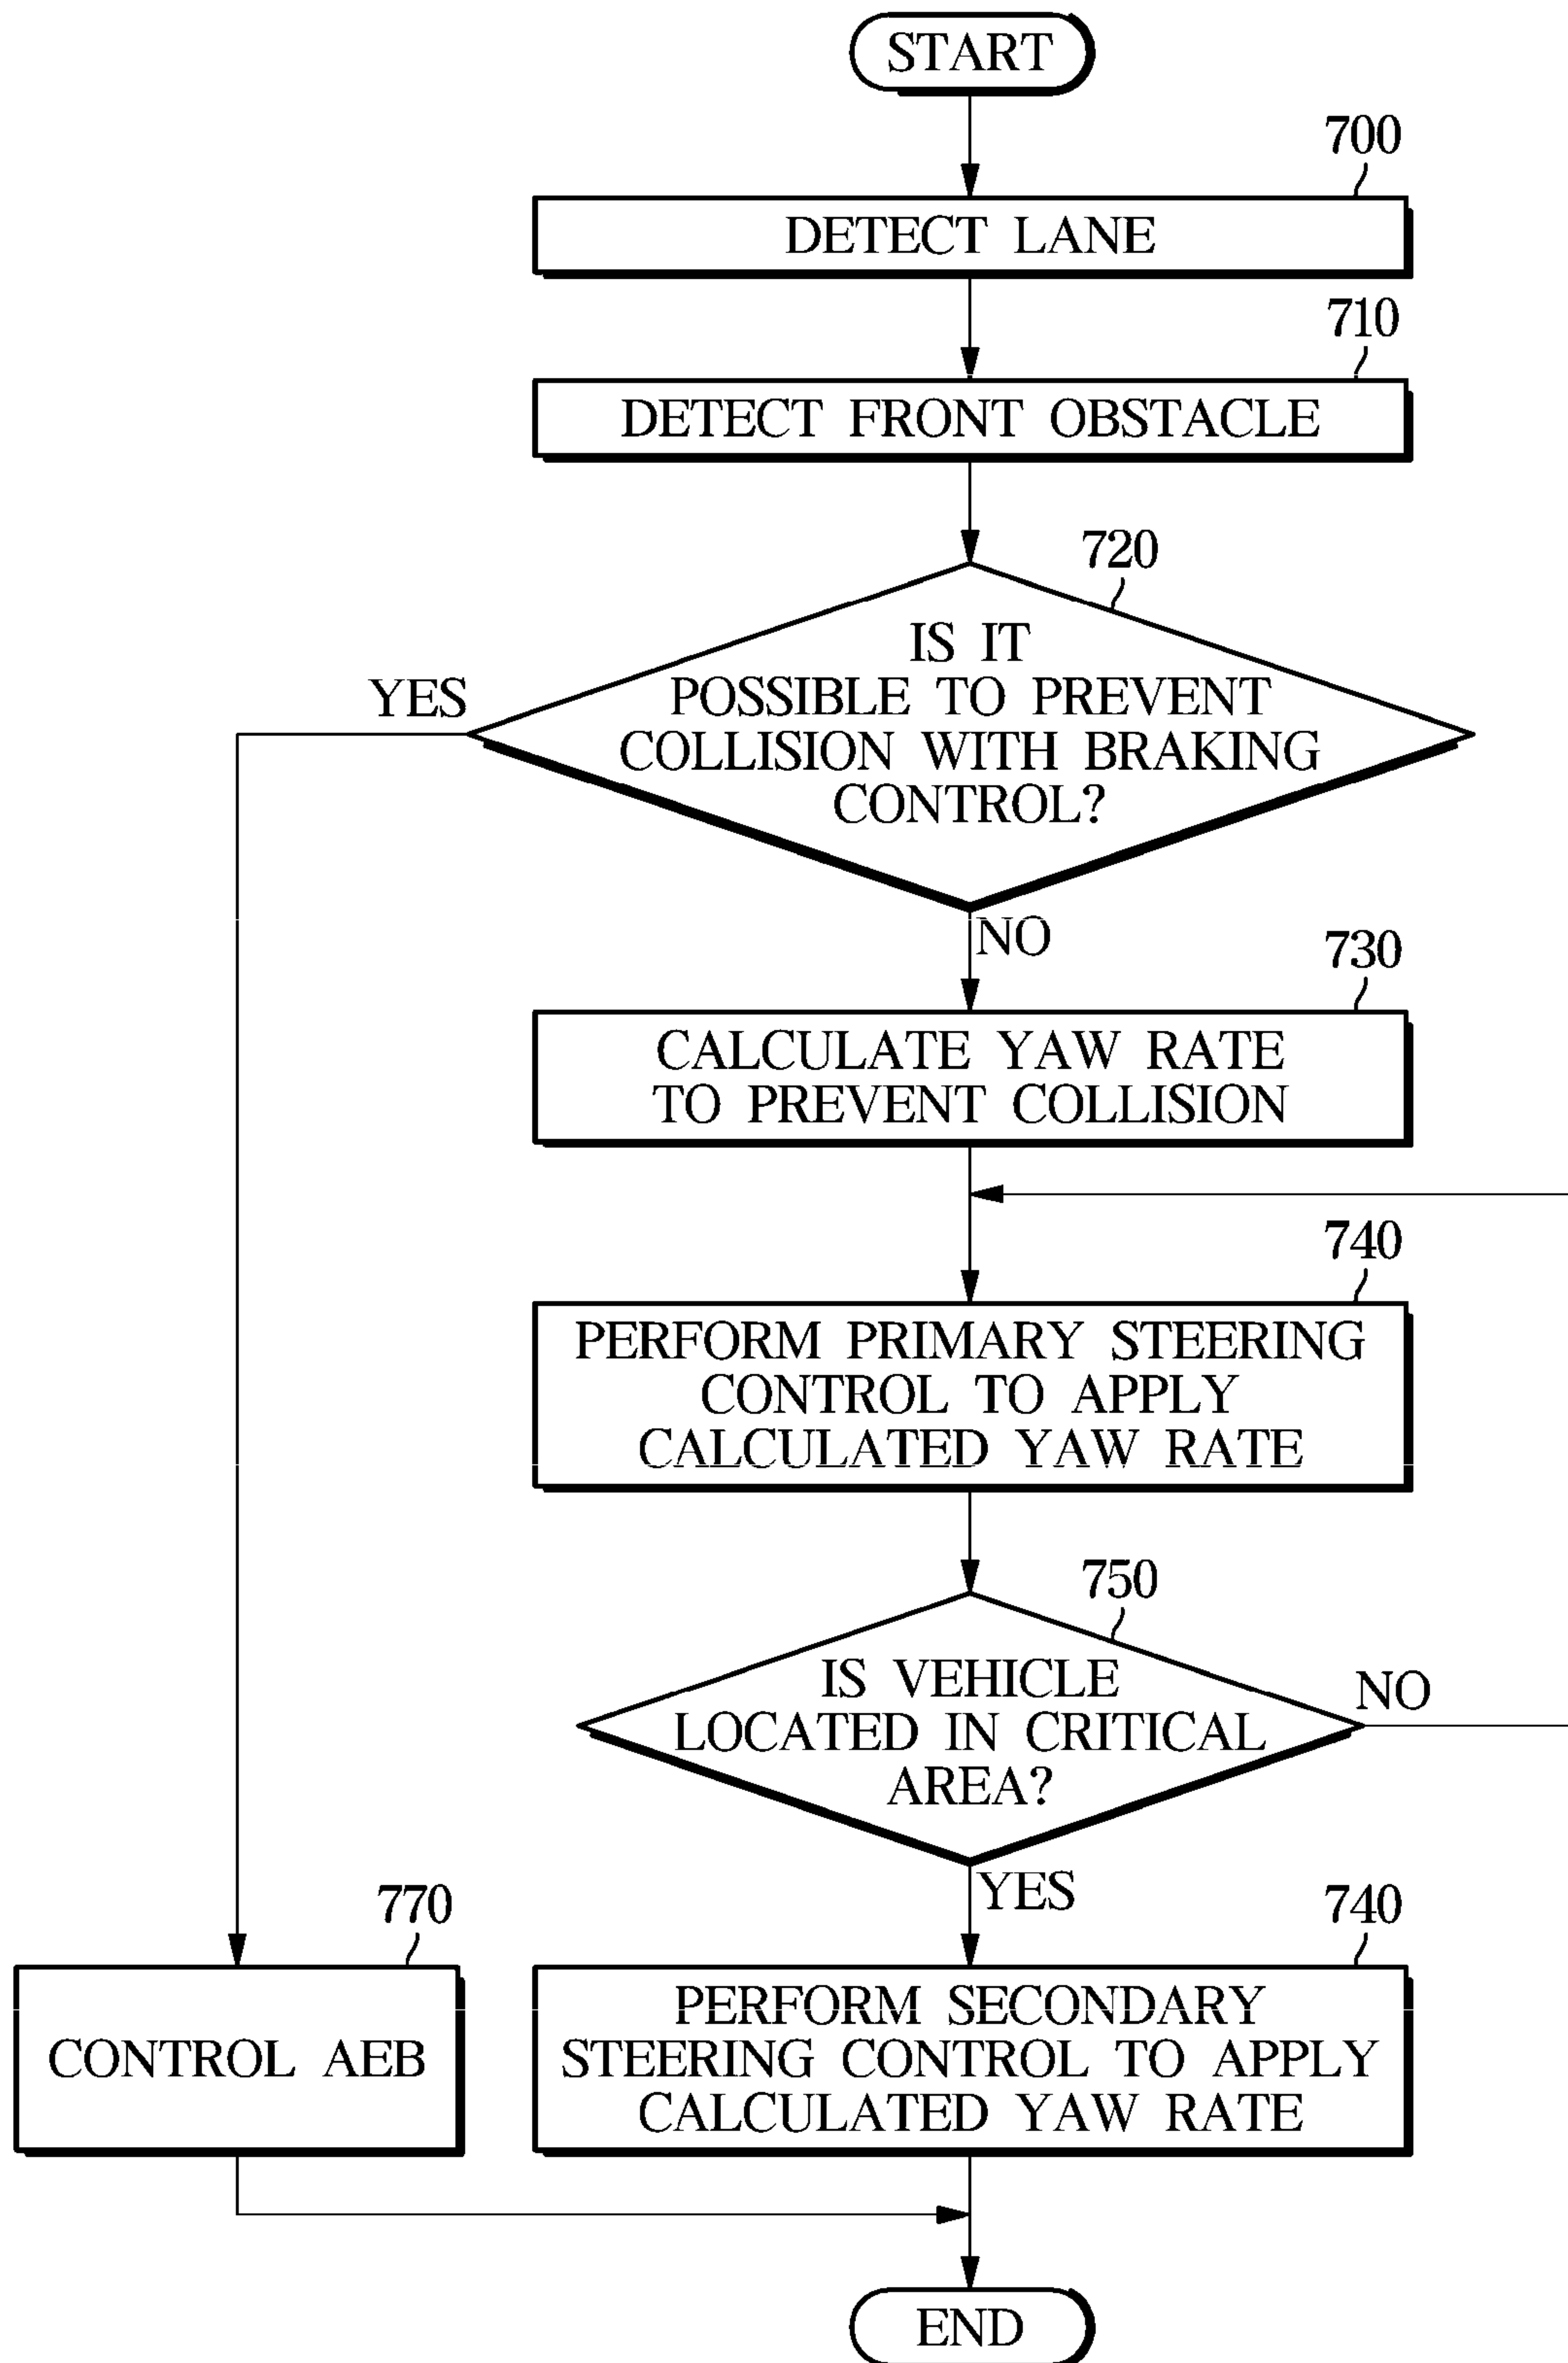 START
700
DETECT LANE
710
DETECT FRONT OBSTACLE
720
IS IT
POSSIBLE TO PREVENT
COLLISION WITH BRAKING
CONTROL?
YES
NO
730
CALCULATE YAW RATE
TO PREVENT COLLISION
740
PERFORM PRIMARY STEERING
CONTROL TO APPLY
CALCULATED YAW RATE
750
IS VEHICLE
LOCATED IN CRITICAL
AREA?
NO
YES
770
CONTROL AEB
740
PERFORM SECONDARY
STEERING CONTROL TO APPLY
CALCULATED YAW RATE
END